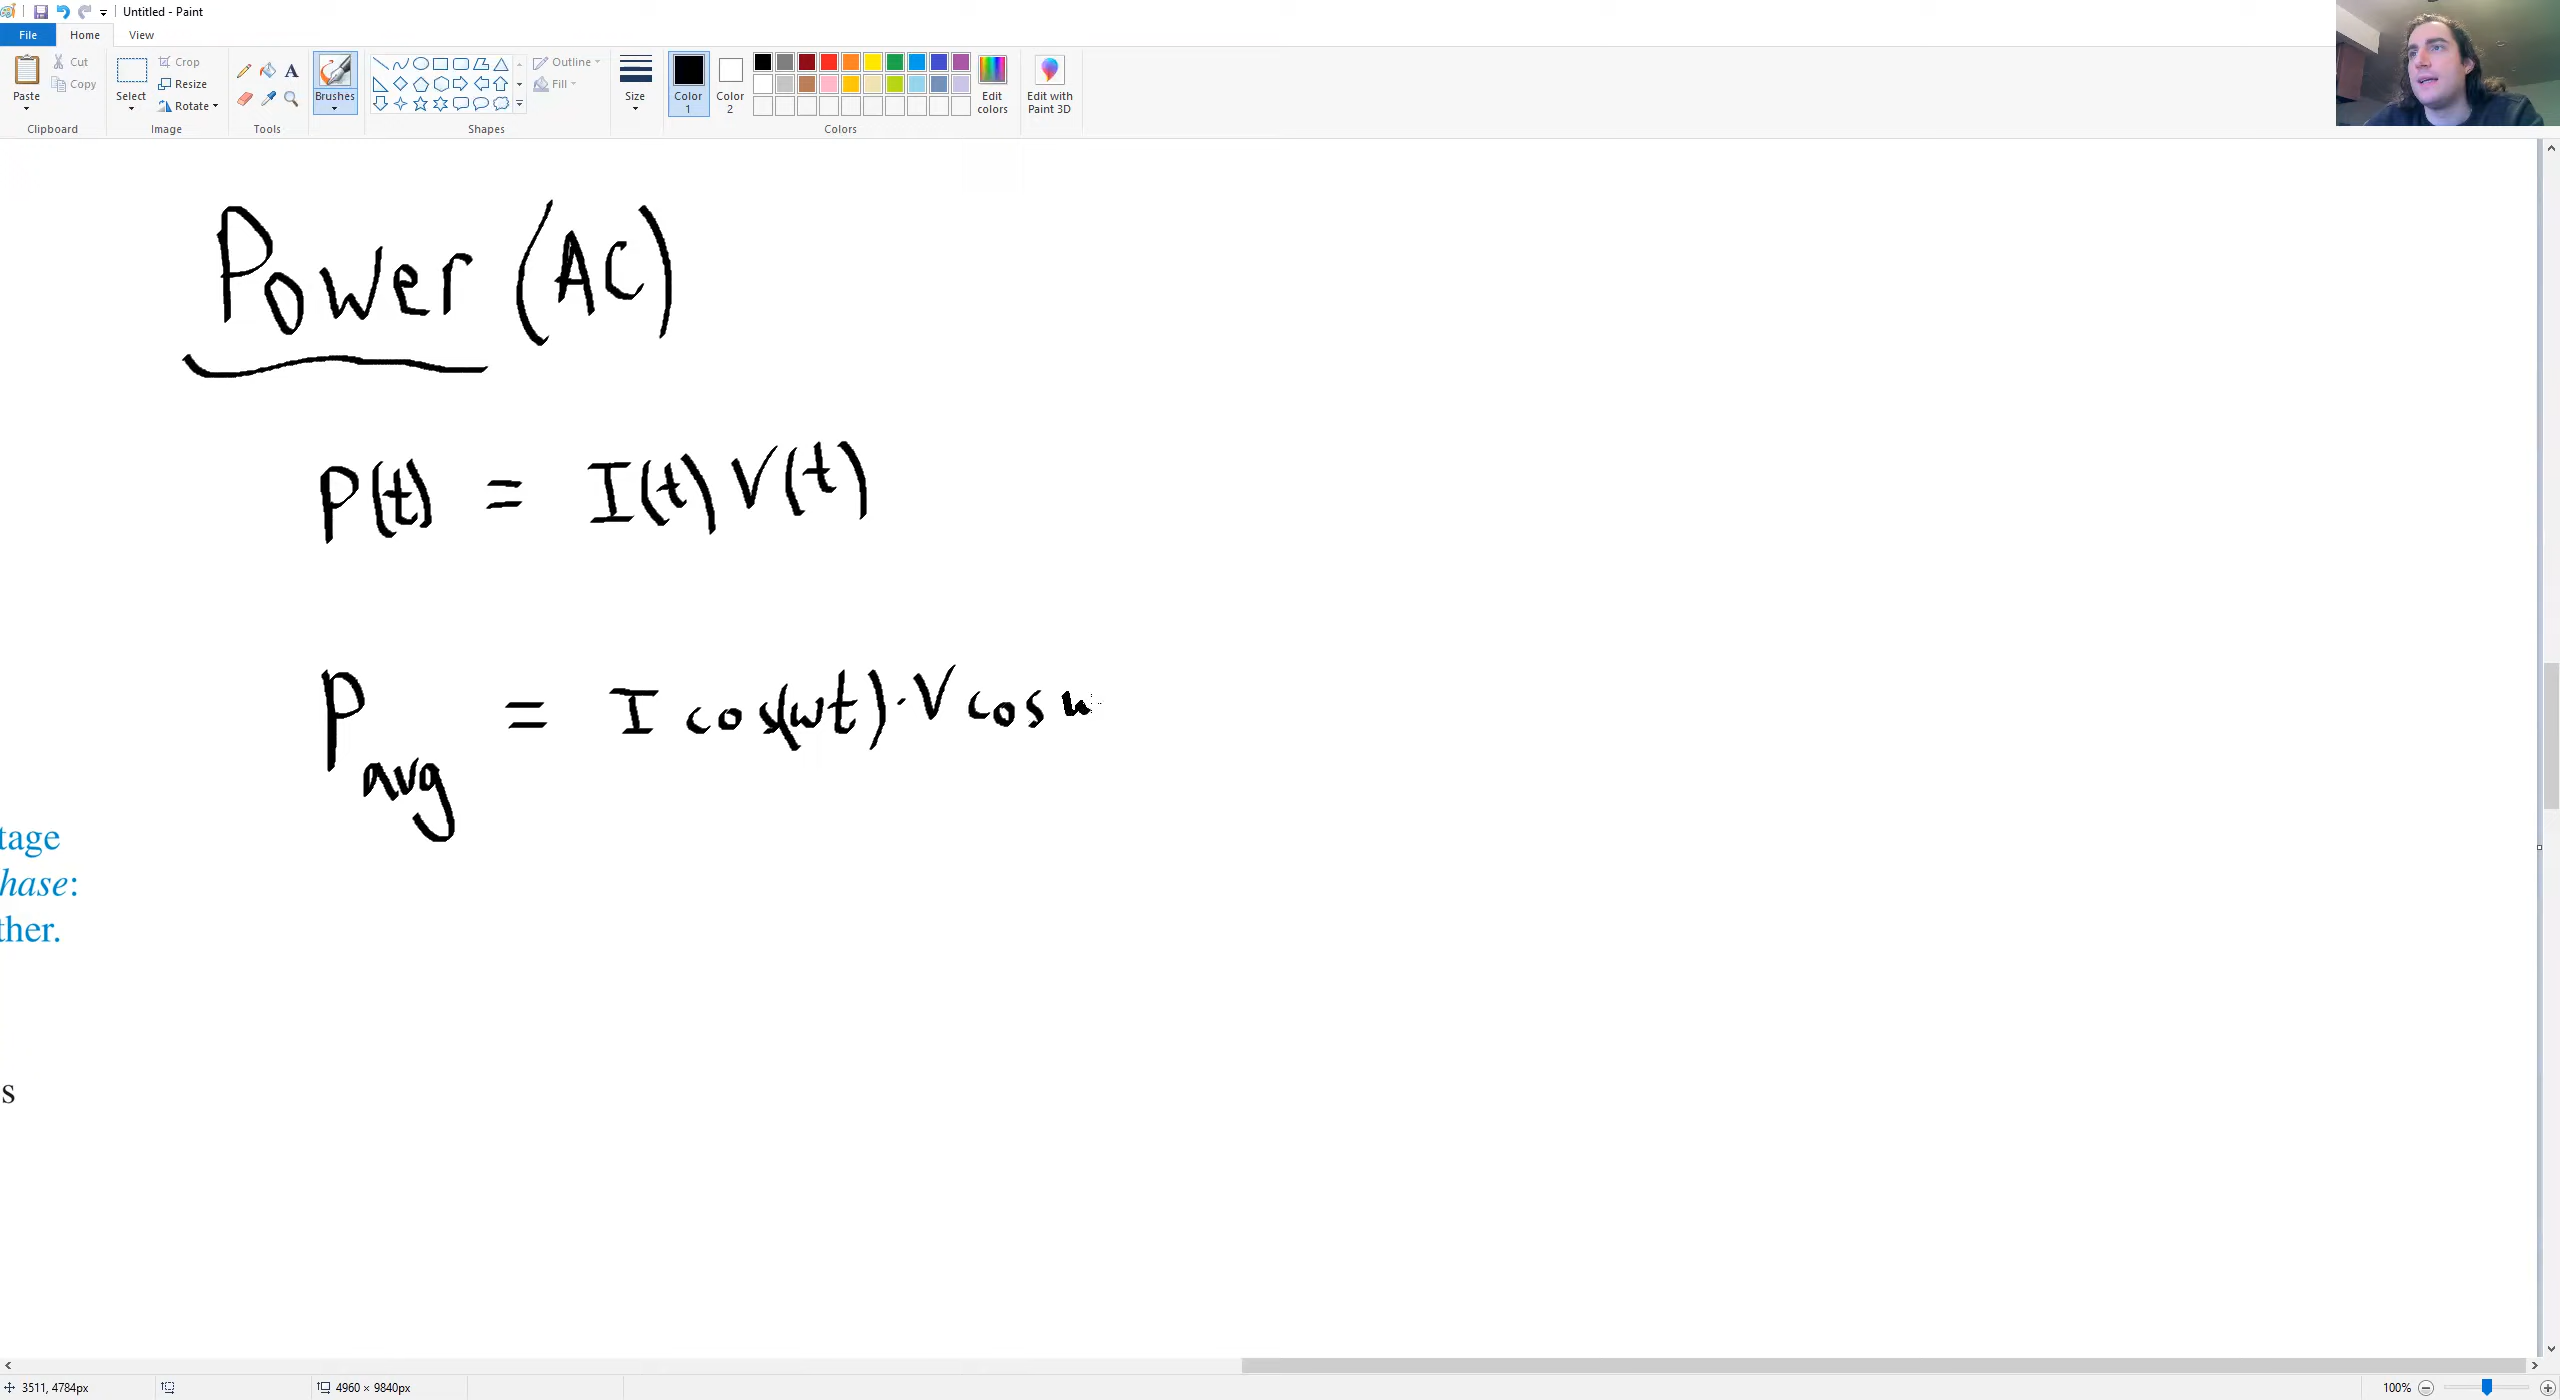 Untitled - Paint
File Home View
Paste Cut Copy Clipboard
Select Crop Resize Rotate Image
Tools
Brushes
Outline Fill Shapes
Size
Color 1 Color 2 Edit colors Edit with Paint 3D Colors
Power (AC)
P(t) = I(t) V(t)
P avg = I cos(ωt) · V cos
tage
hase:
ther.
s
3511, 4784px 4960 × 9840px 100%